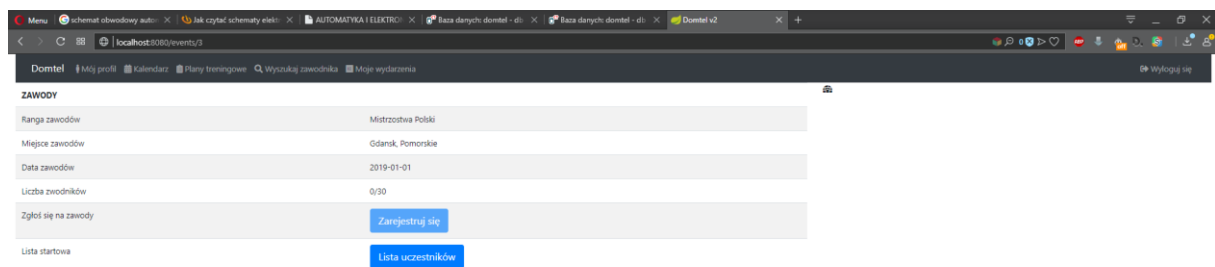 Menu schemat obwodowy autom Jak czytać schematy elektr AUTOMATYKA I ELEKTRO Baza danych: domtel - db Baza danych: domtel - db Domtel v2
localhost:8080/events/3
Domtel Mój profil Kalendarz Plany treningowe Wyszukaj zawodnika Moje wydarzenia Wyloguj się
ZAWODY
Ranga zawodów Mistrzostwa Polski
Miejsce zawodów Gdansk, Pomorskie
Data zawodów 2019-01-01
Liczba zwodników 0/30
Zgłoś się na zawody Zarejestruj się
Lista startowa Lista uczestników